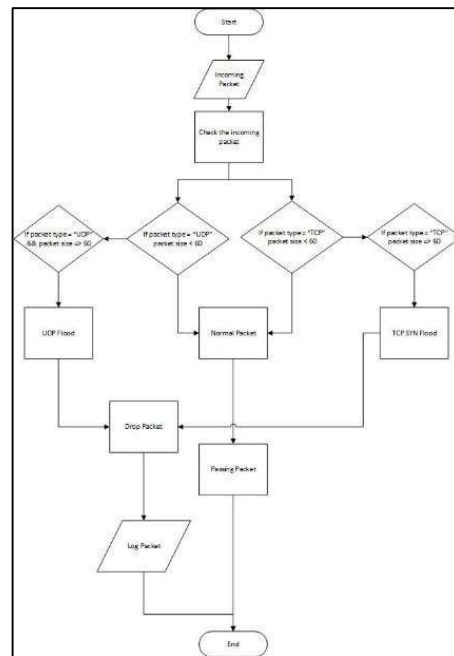 Start
Incoming
Packet
Check the incoming
packet
If packet type = "UDP"
&& packet size => 60
If packet type = "UDP"
packet size < 60
If packet type = "TCP"
packet size < 60
If packet type = "TCP"
packet size => 60
UDP Flood
Normal Packet
TCP SYN Flood
Drop Packet
Passing Packet
Log Packet
End